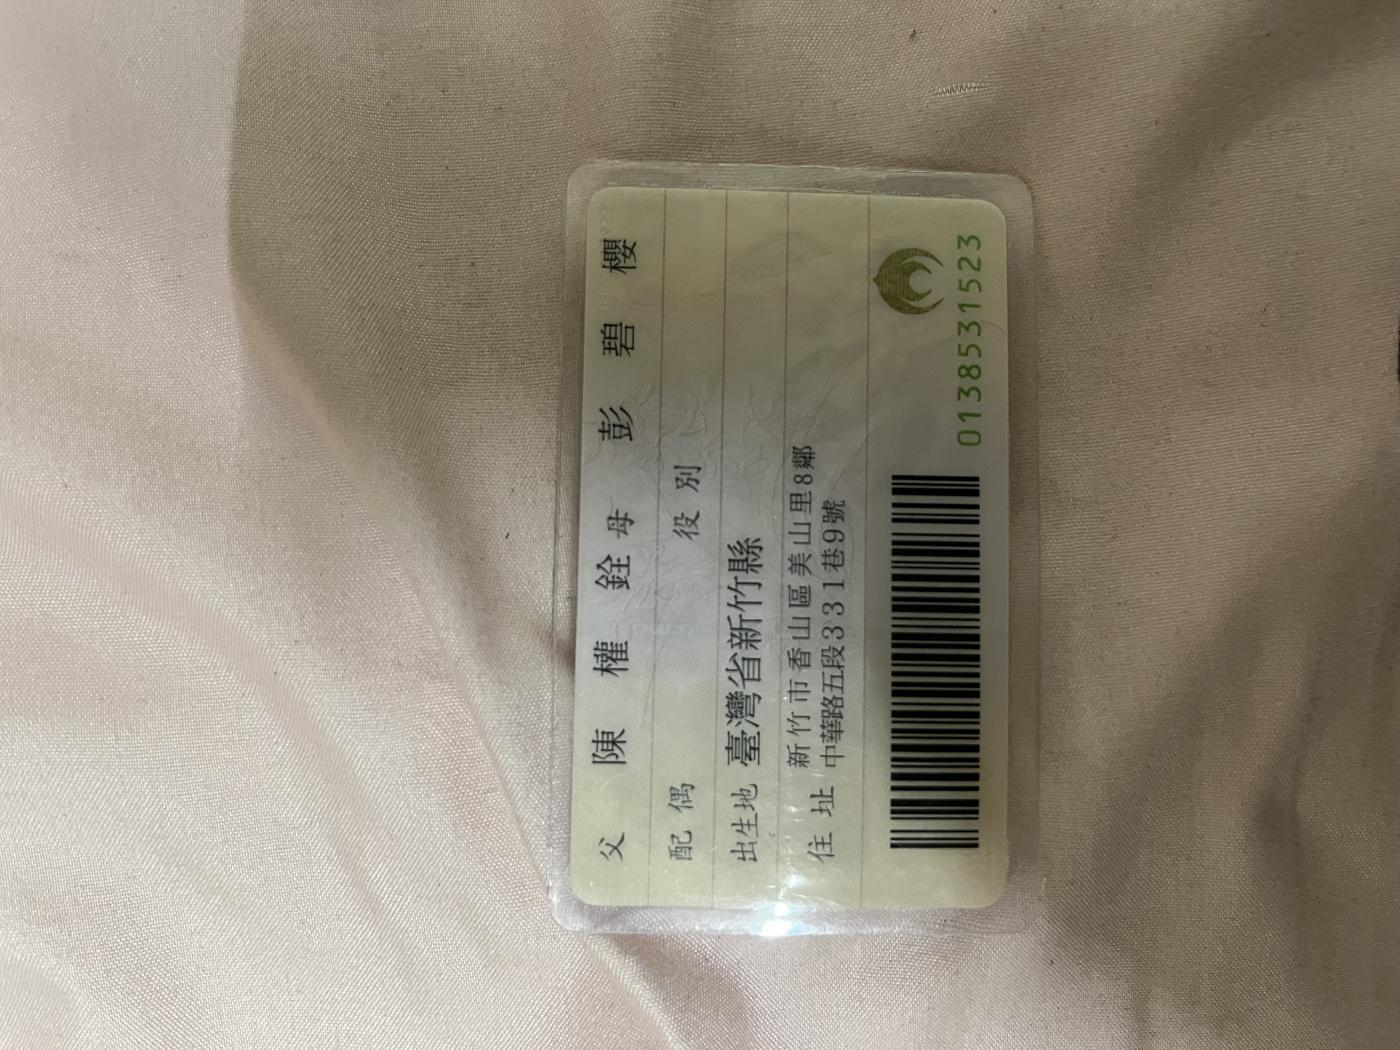 父 陳權銓 母 彭碧櫻
配偶 役別
出生地 臺灣省新竹縣
住址 新竹市香山區美山里8鄰
中華路五段331巷9號
0138531523